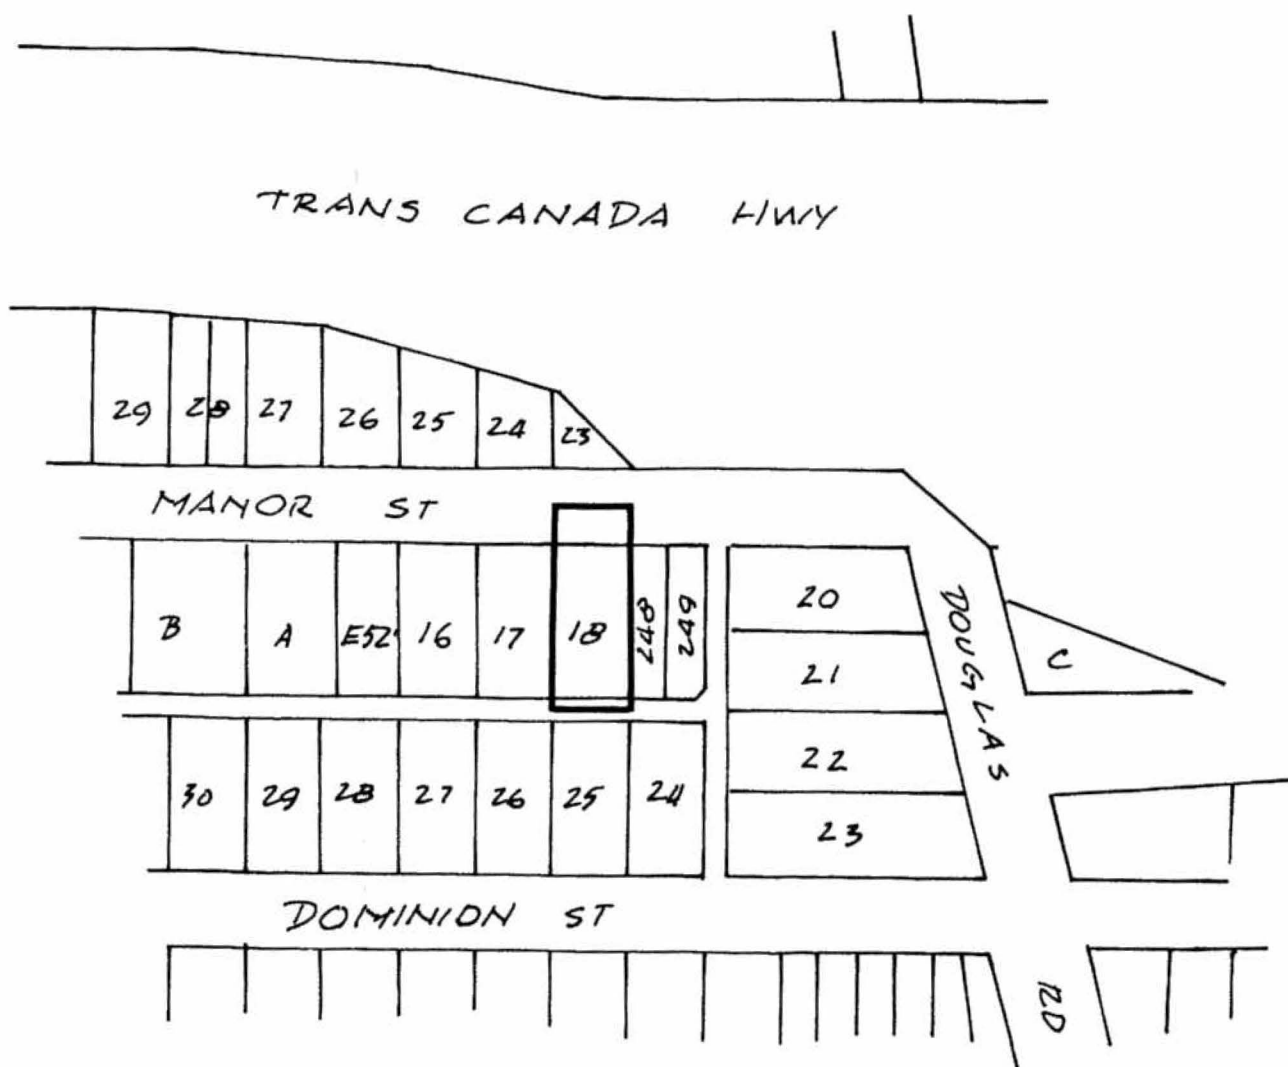 TRANS CANADA HWY
29 28 27 26 25 24 23
MANOR ST
B A E52' 16 17 18 248 249
20
21
22
23
DOUGLAS RD
C
30 29 28 27 26 25 24
DOMINION ST